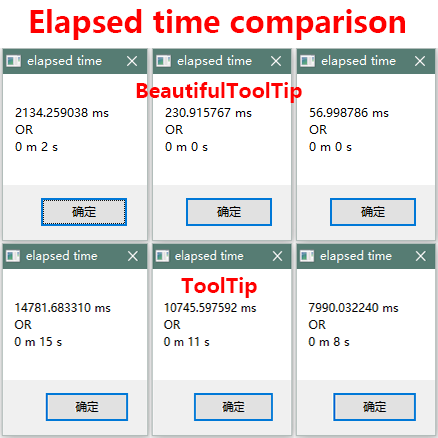 Elapsed time comparison
elapsed time
elapsed time
elapsed time
BeautifulToolTip
2134.259038 ms
OR
0 m 2 s
确定
230.915767 ms
OR
0 m 0 s
确定
56.998786 ms
OR
0 m 0 s
确定
elapsed time
elapsed time
elapsed time
ToolTip
14781.683310 ms
OR
0 m 15 s
确定
10745.597592 ms
OR
0 m 11 s
确定
7990.032240 ms
OR
0 m 8 s
确定